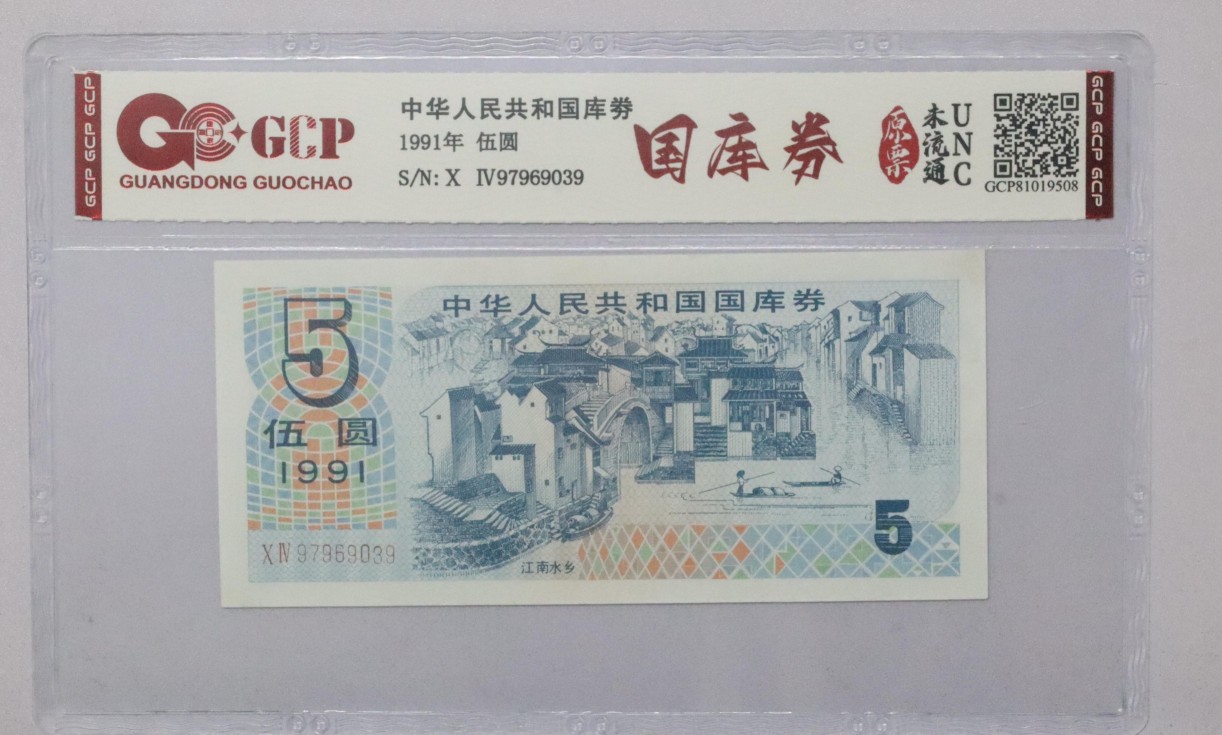 GCP GCP GCP
GCP
GUANGDONG GUOCHAO
中华人民共和国库券
1991年 伍圆
S/N: X Ⅳ97969039
国库券
原票
未流通
UNC
GCP81019508
GCP GCP GCP
中华人民共和国国库券
5
伍圆
1991
XⅣ97969039
江南水乡
5